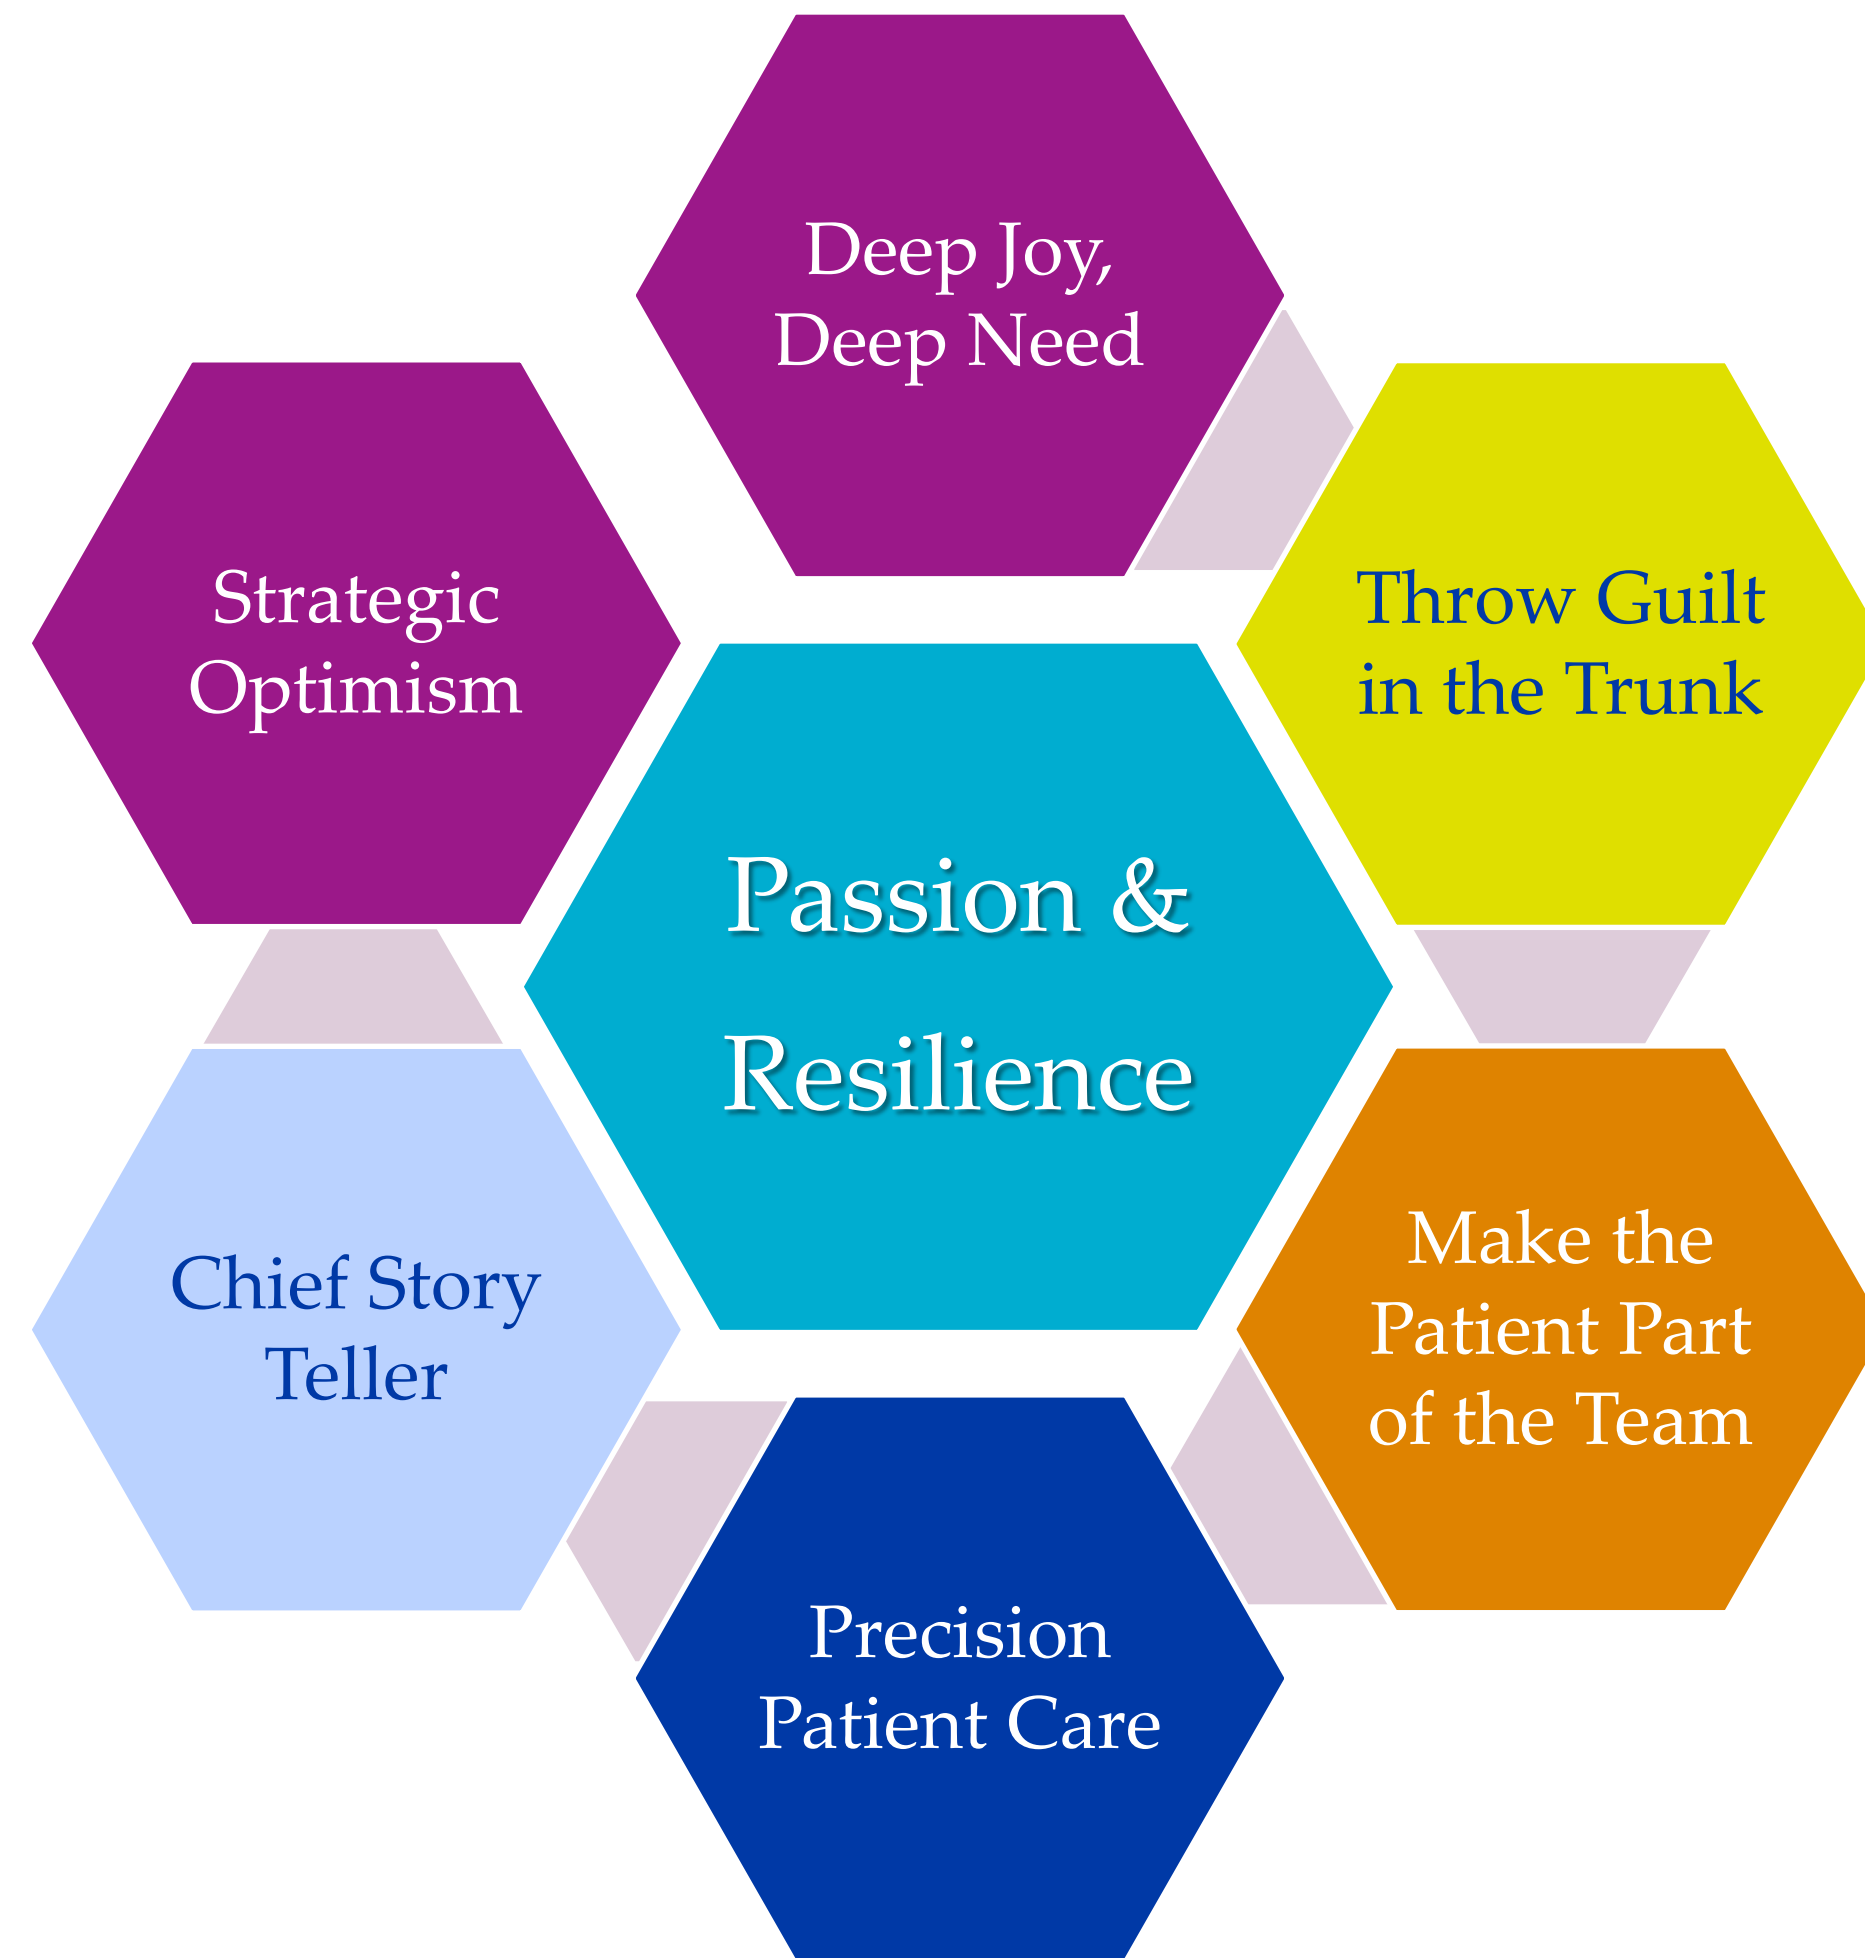 Deep Joy,
Deep Need
Throw Guilt
in the Trunk
Make the
Patient Part
of the Team
Precision
Patient Care
Chief Story
Teller
Strategic
Optimism
Passion &
Resilience